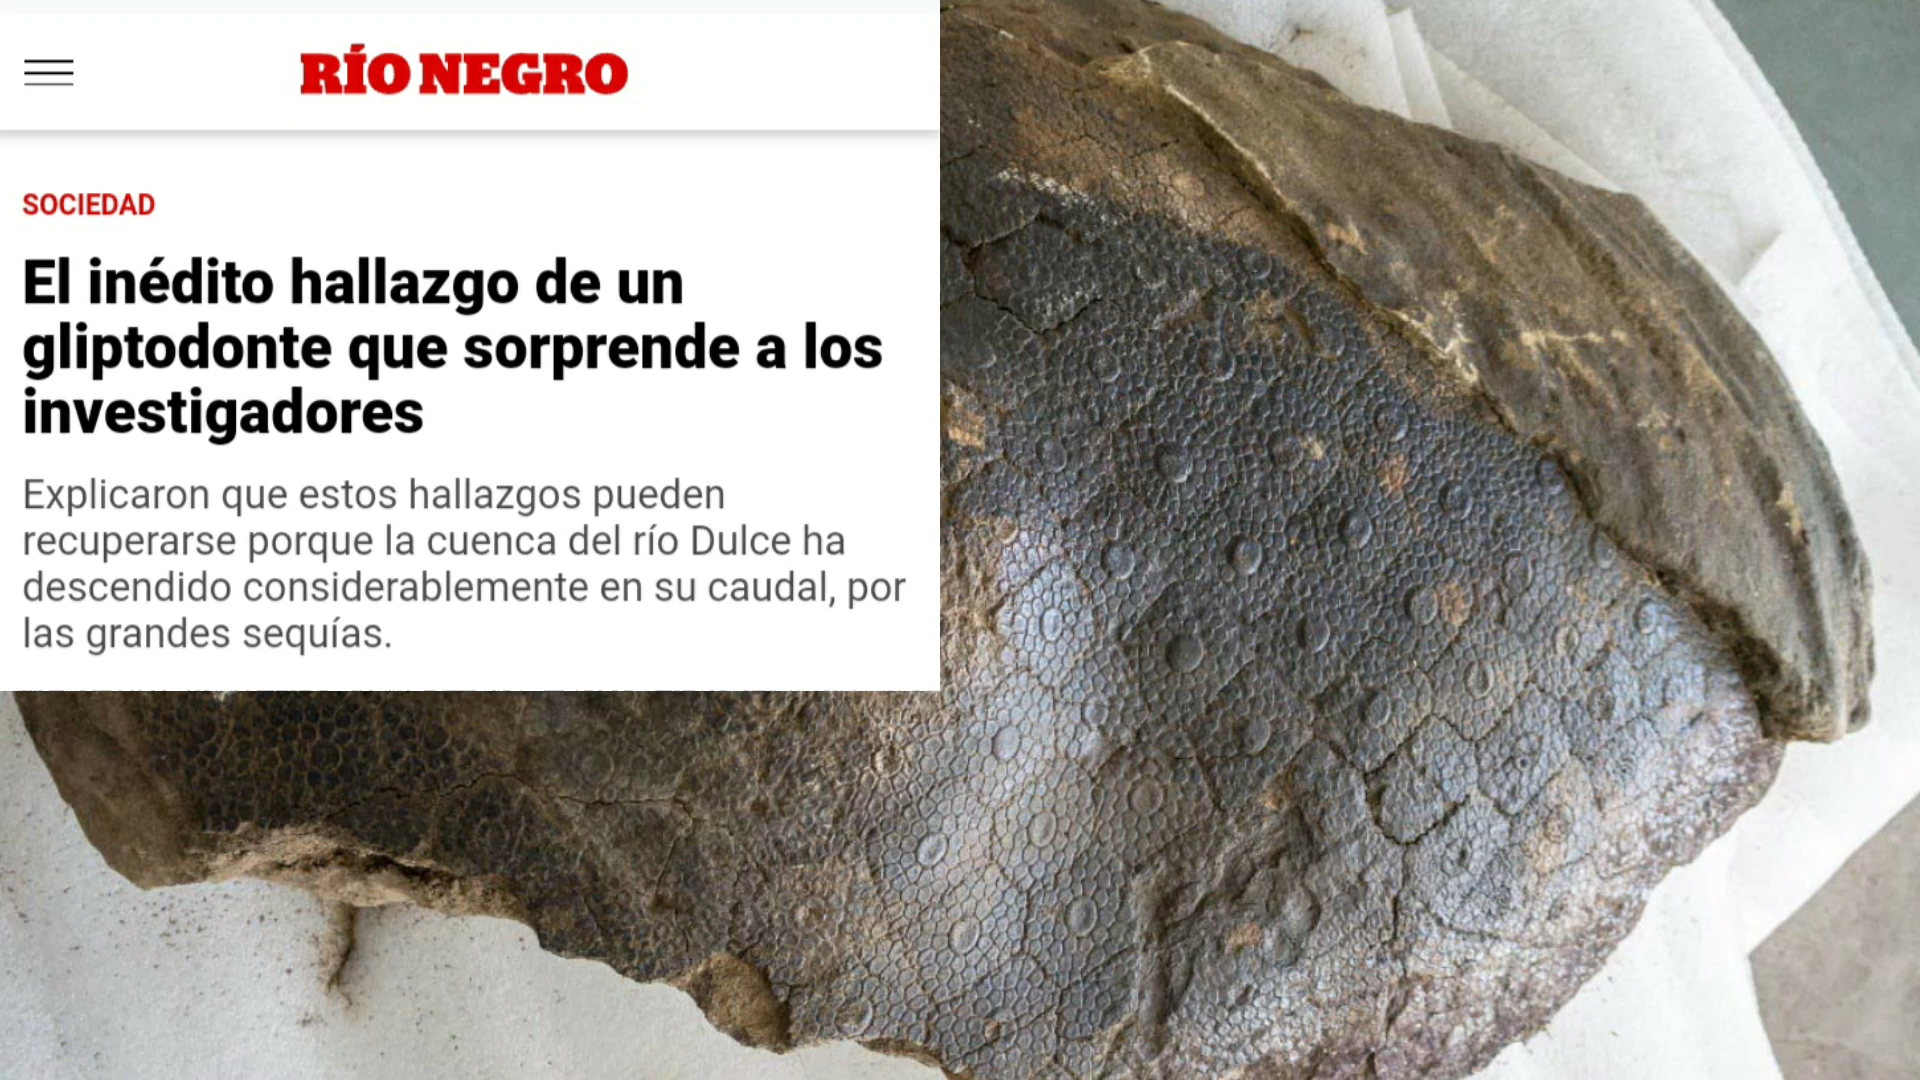 RÍO NEGRO
SOCIEDAD
El inédito hallazgo de un
gliptodonte que sorprende a los
investigadores
Explicaron que estos hallazgos pueden
recuperarse porque la cuenca del río Dulce ha
descendido considerablemente en su caudal, por
las grandes sequías.